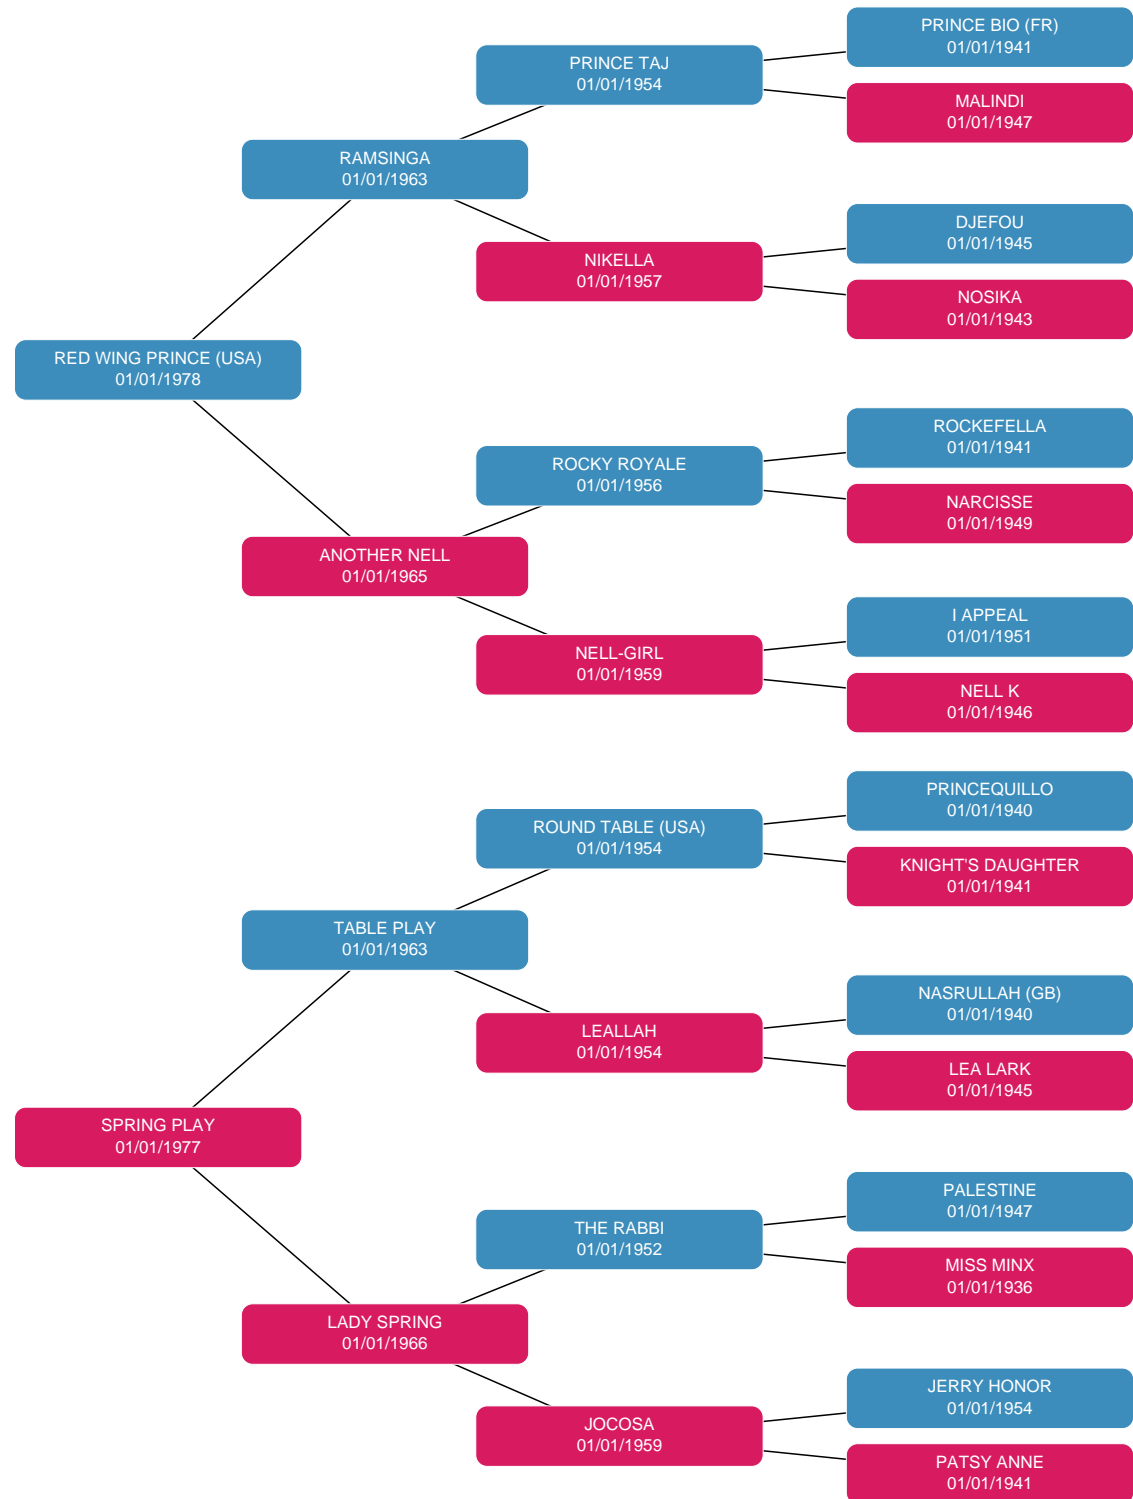 PRINCE BIO (FR)
01/01/1941
PRINCE TAJ
01/01/1954
MALINDI
01/01/1947
RAMSINGA
01/01/1963
DJEFOU
01/01/1945
NIKELLA
01/01/1957
NOSIKA
01/01/1943
RED WING PRINCE (USA)
01/01/1978
ROCKEFELLA
01/01/1941
ROCKY ROYALE
01/01/1956
NARCISSE
01/01/1949
ANOTHER NELL
01/01/1965
I APPEAL
01/01/1951
NELL-GIRL
01/01/1959
NELL K
01/01/1946
PRINCEQUILLO
01/01/1940
ROUND TABLE (USA)
01/01/1954
KNIGHT'S DAUGHTER
01/01/1941
TABLE PLAY
01/01/1963
NASRULLAH (GB)
01/01/1940
LEALLAH
01/01/1954
LEA LARK
01/01/1945
SPRING PLAY
01/01/1977
PALESTINE
01/01/1947
THE RABBI
01/01/1952
MISS MINX
01/01/1936
LADY SPRING
01/01/1966
JERRY HONOR
01/01/1954
JOCOSA
01/01/1959
PATSY ANNE
01/01/1941